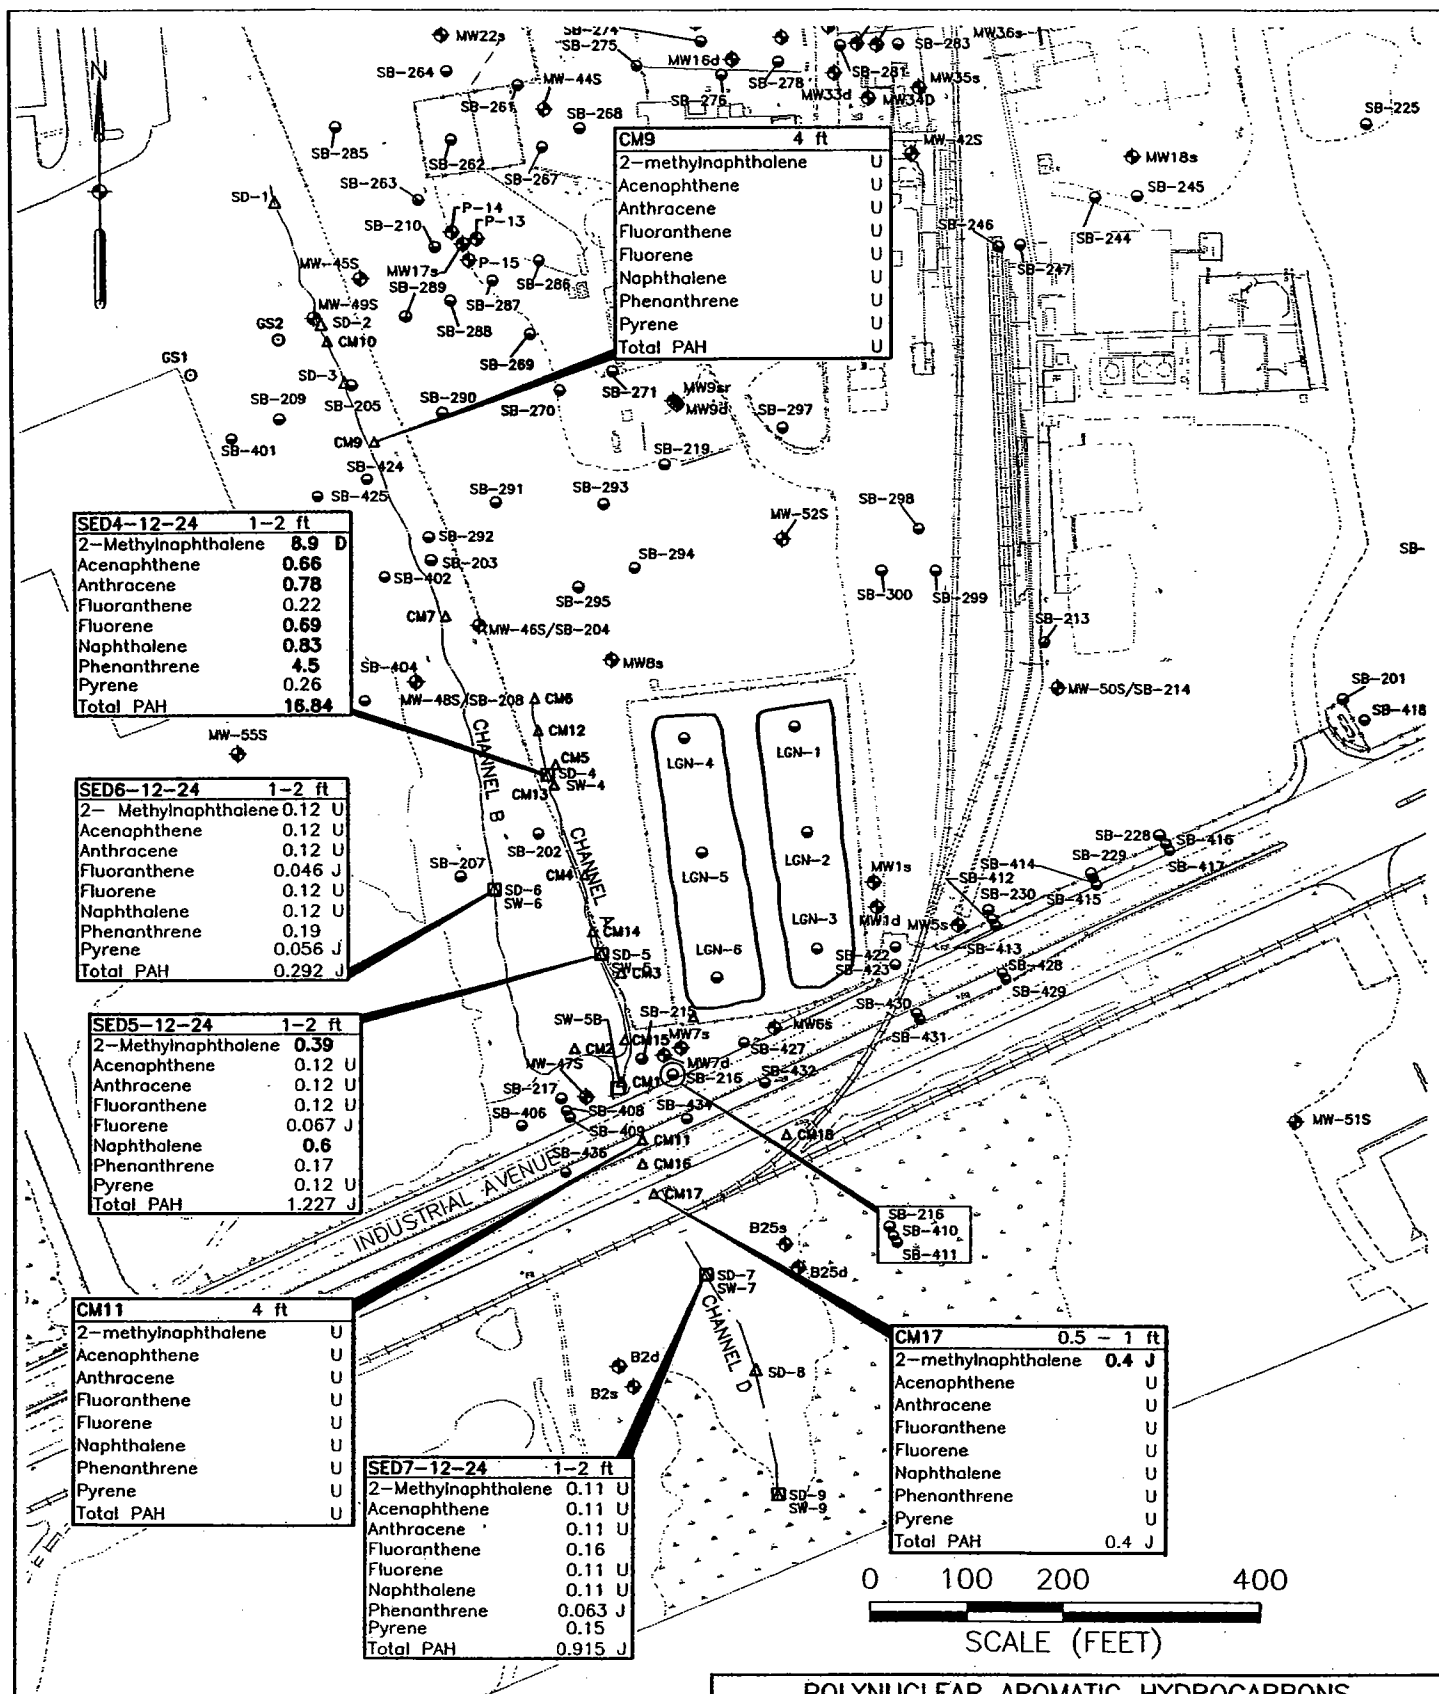 MW22s
SB-274
SB-275
MW16d
SB-276
SB-278
SB-281
SB-283
MW36s
MW35s
MW33d
MW34D
SB-264
SB-261
MW-44S
SB-268
SB-225
SB-285
SB-262
SB-267
MW-42S
MW18s
SB-263
SB-245
SD-1
P-14
P-13
SB-210
SB-246
SB-244
SB-247
MW-45S
MW17s
P-15
SB-286
SB-289
SB-287
SB-288
MW-49S
SD-2
CM10
GS2
GS1
SB-269
N
CM9 4 ft
2-methylnaphthalene U
Acenaphthene U
Anthracene U
Fluoranthene U
Fluorene U
Naphthalene U
Phenanthrene U
Pyrene U
Total PAH U
SD-3
SB-209
SB-205
SB-290
SB-270
SB-271
MW9sr
MW9d
SB-297
SB-401
CM9
SB-424
SB-425
SB-219
SB-291
SB-293
SB-298
MW-52S
SB-292
SB-203
SB-402
SB-294
SB-295
SB-300
SB-299
SB-
SB-213
CM7
MW-46S/SB-204
MW8s
SB-404
MW-48S/SB-208
MW-50S/SB-214
SB-201
SB-418
MW-55S
SED4-12-24 1-2 ft
2-Methylnaphthalene 8.9 D
Acenaphthene 0.66
Anthracene 0.78
Fluoranthene 0.22
Fluorene 0.69
Naphthalene 0.83
Phenanthrene 4.5
Pyrene 0.26
Total PAH 16.84
CM6
CM12
CM5
SD-4
SW-4
CM13
CHANNEL B
CHANNEL A
LGN-4
LGN-1
LGN-5
LGN-2
LGN-6
LGN-3
SED6-12-24 1-2 ft
2- Methylnaphthalene 0.12 U
Acenaphthene 0.12 U
Anthracene 0.12 U
Fluoranthene 0.046 J
Fluorene 0.12 U
Naphthalene 0.12 U
Phenanthrene 0.19
Pyrene 0.056 J
Total PAH 0.292 J
SB-202
SB-207
CM4
SD-6
SW-6
CM14
SD-5
CM3
MW1s
MW1d
MW5s
SB-228
SB-416
SB-417
SB-414
SB-229
SB-412
SB-230
SB-415
SB-413
SB-422
SB-423
SB-428
SB-429
SB-430
SB-431
SED5-12-24 1-2 ft
2-Methylnaphthalene 0.39
Acenaphthene 0.12 U
Anthracene 0.12 U
Fluoranthene 0.12 U
Fluorene 0.067 J
Naphthalene 0.6
Phenanthrene 0.17
Pyrene 0.12 U
Total PAH 1.227 J
SW-5B
SB-215
CM15
MW7s
MW6s
CM2
MW7d
SB-427
MW-47S
CM1
SB-216
SB-432
SB-217
SB-408
SB-406
SB-409
SB-434
CM11
CM18
SB-436
CM16
CM17
MW-51S
INDUSTRIAL AVENUE
SB-216
SB-410
SB-411
B25s
B25d
SD-7
SW-7
CHANNEL D
SD-8
B2d
B2s
SD-9
SW-9
CM11 4 ft
2-methylnaphthalene U
Acenaphthene U
Anthracene U
Fluoranthene U
Fluorene U
Naphthalene U
Phenanthrene U
Pyrene U
Total PAH U
CM17 0.5 - 1 ft
2-methylnaphthalene 0.4 J
Acenaphthene U
Anthracene U
Fluoranthene U
Fluorene U
Naphthalene U
Phenanthrene U
Pyrene U
Total PAH 0.4 J
SED7-12-24 1-2 ft
2-Methylnaphthalene 0.11 U
Acenaphthene 0.11 U
Anthracene 0.11 U
Fluoranthene 0.16
Fluorene 0.11 U
Naphthalene 0.11 U
Phenanthrene 0.063 J
Pyrene 0.15
Total PAH 0.915 J
0 100 200 400
SCALE (FEET)
POLYNUCLEAR AROMATIC HYDROCARBONS